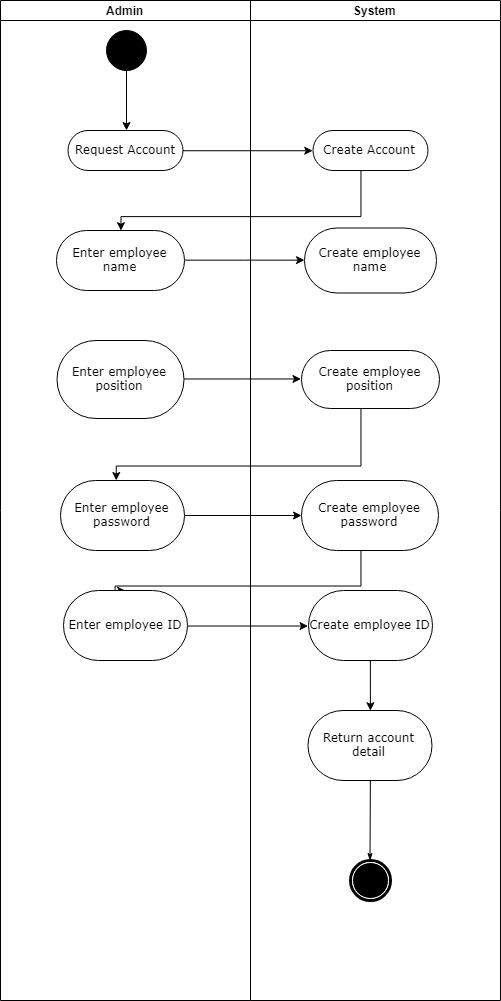 Admin
System
Request Account
Create Account
Enter employee
name
Create employee
name
Enter employee
position
Create employee
position
Enter employee
password
Create employee
password
Enter employee ID
Create employee ID
Return account
detail